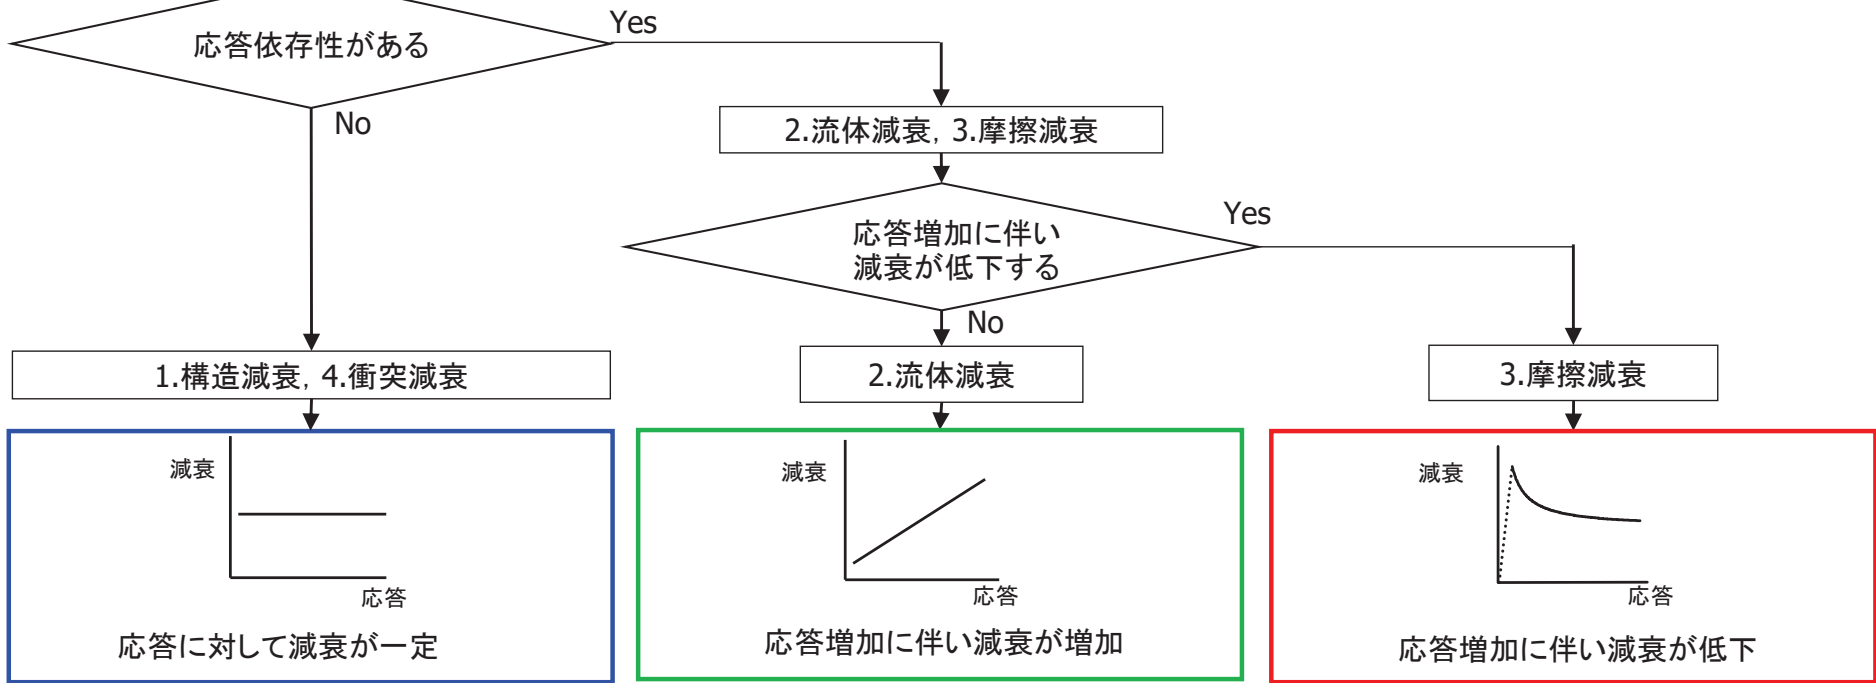 応答依存性がある
Yes
No
2.流体減衰, 3.摩擦減衰
応答増加に伴い
減衰が低下する
Yes
No
1.構造減衰, 4.衝突減衰
2.流体減衰
3.摩擦減衰
減衰
応答
応答に対して減衰が一定
減衰
応答
応答増加に伴い減衰が増加
減衰
応答
応答増加に伴い減衰が低下